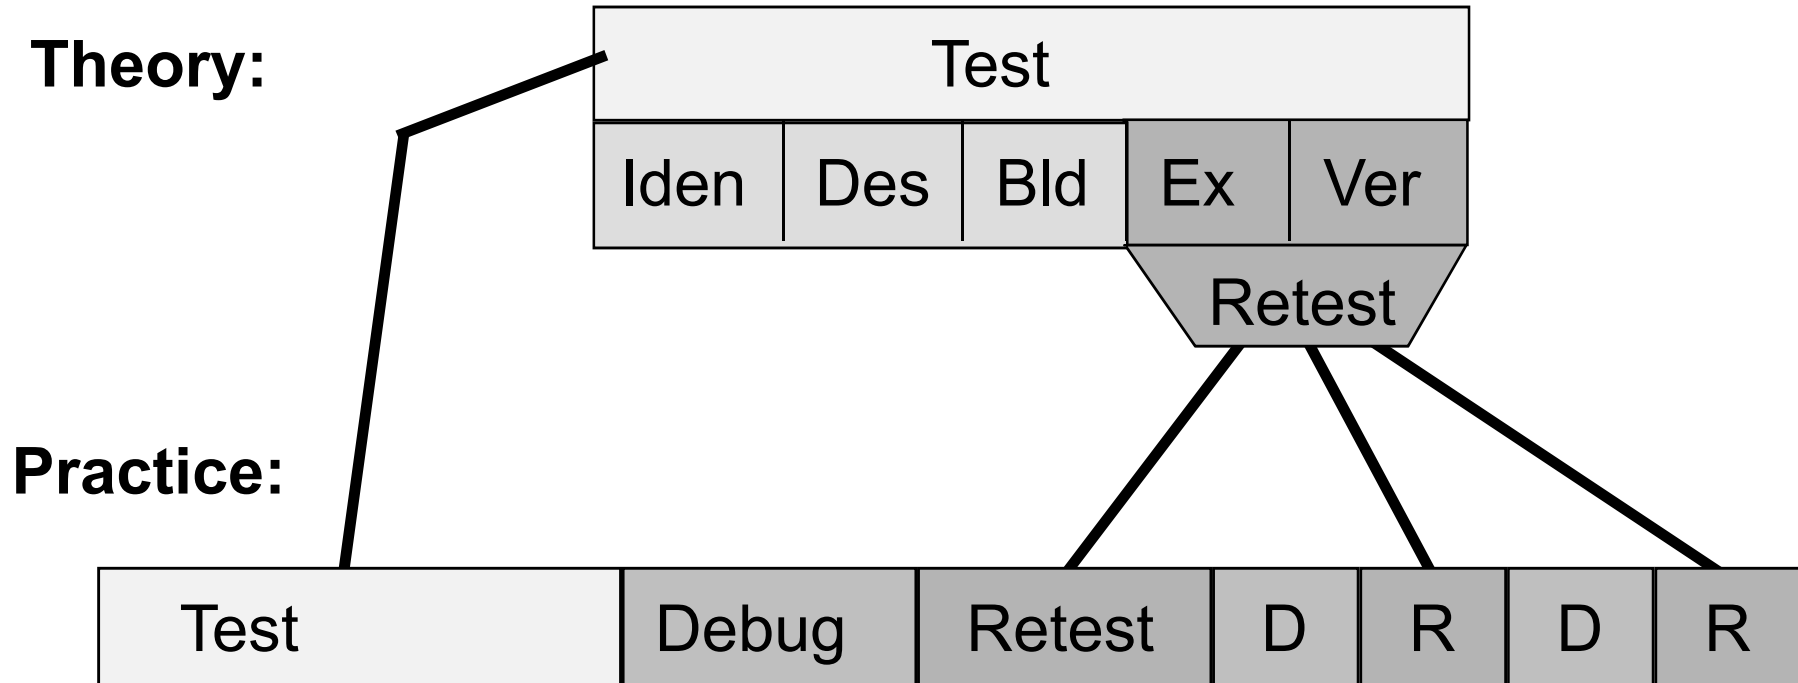 Theory:
Test
Iden Des Bld Ex Ver
Retest
Practice:
Test Debug Retest D R D R